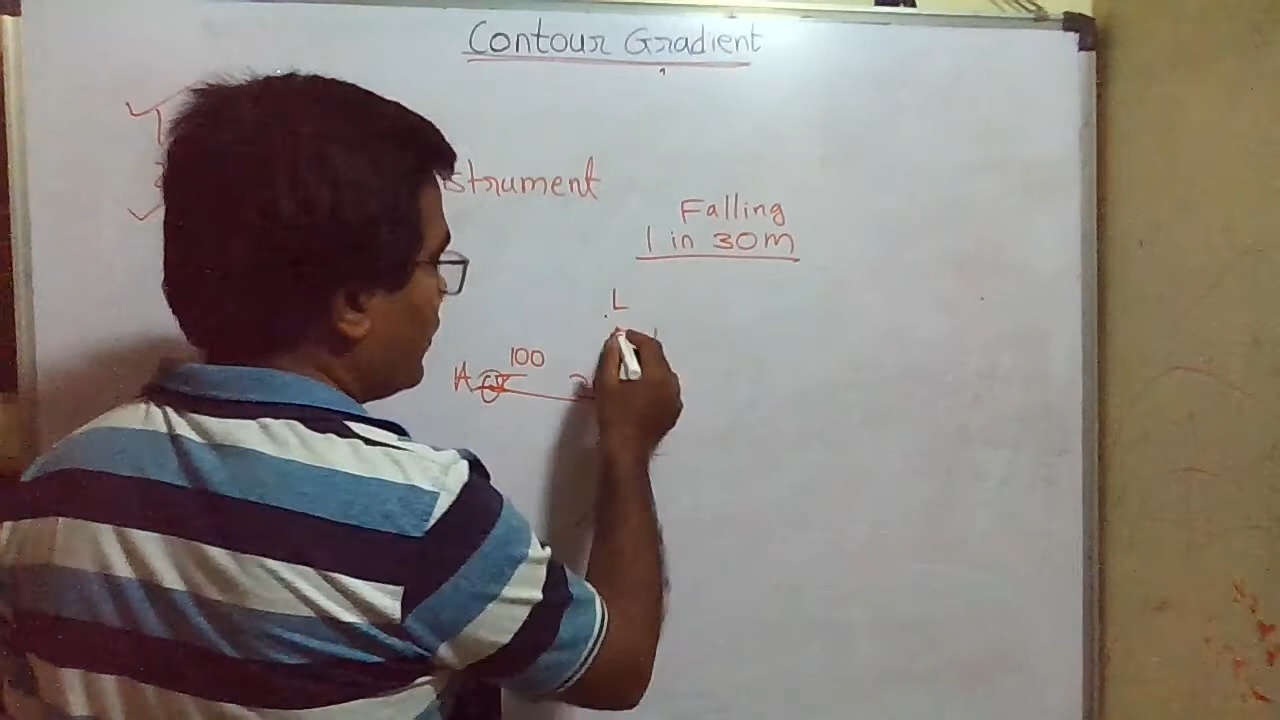 Contour Gradient
strument
Falling
1 in 30m
L
100
A